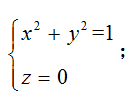 x² + y² =1
z = 0 ;